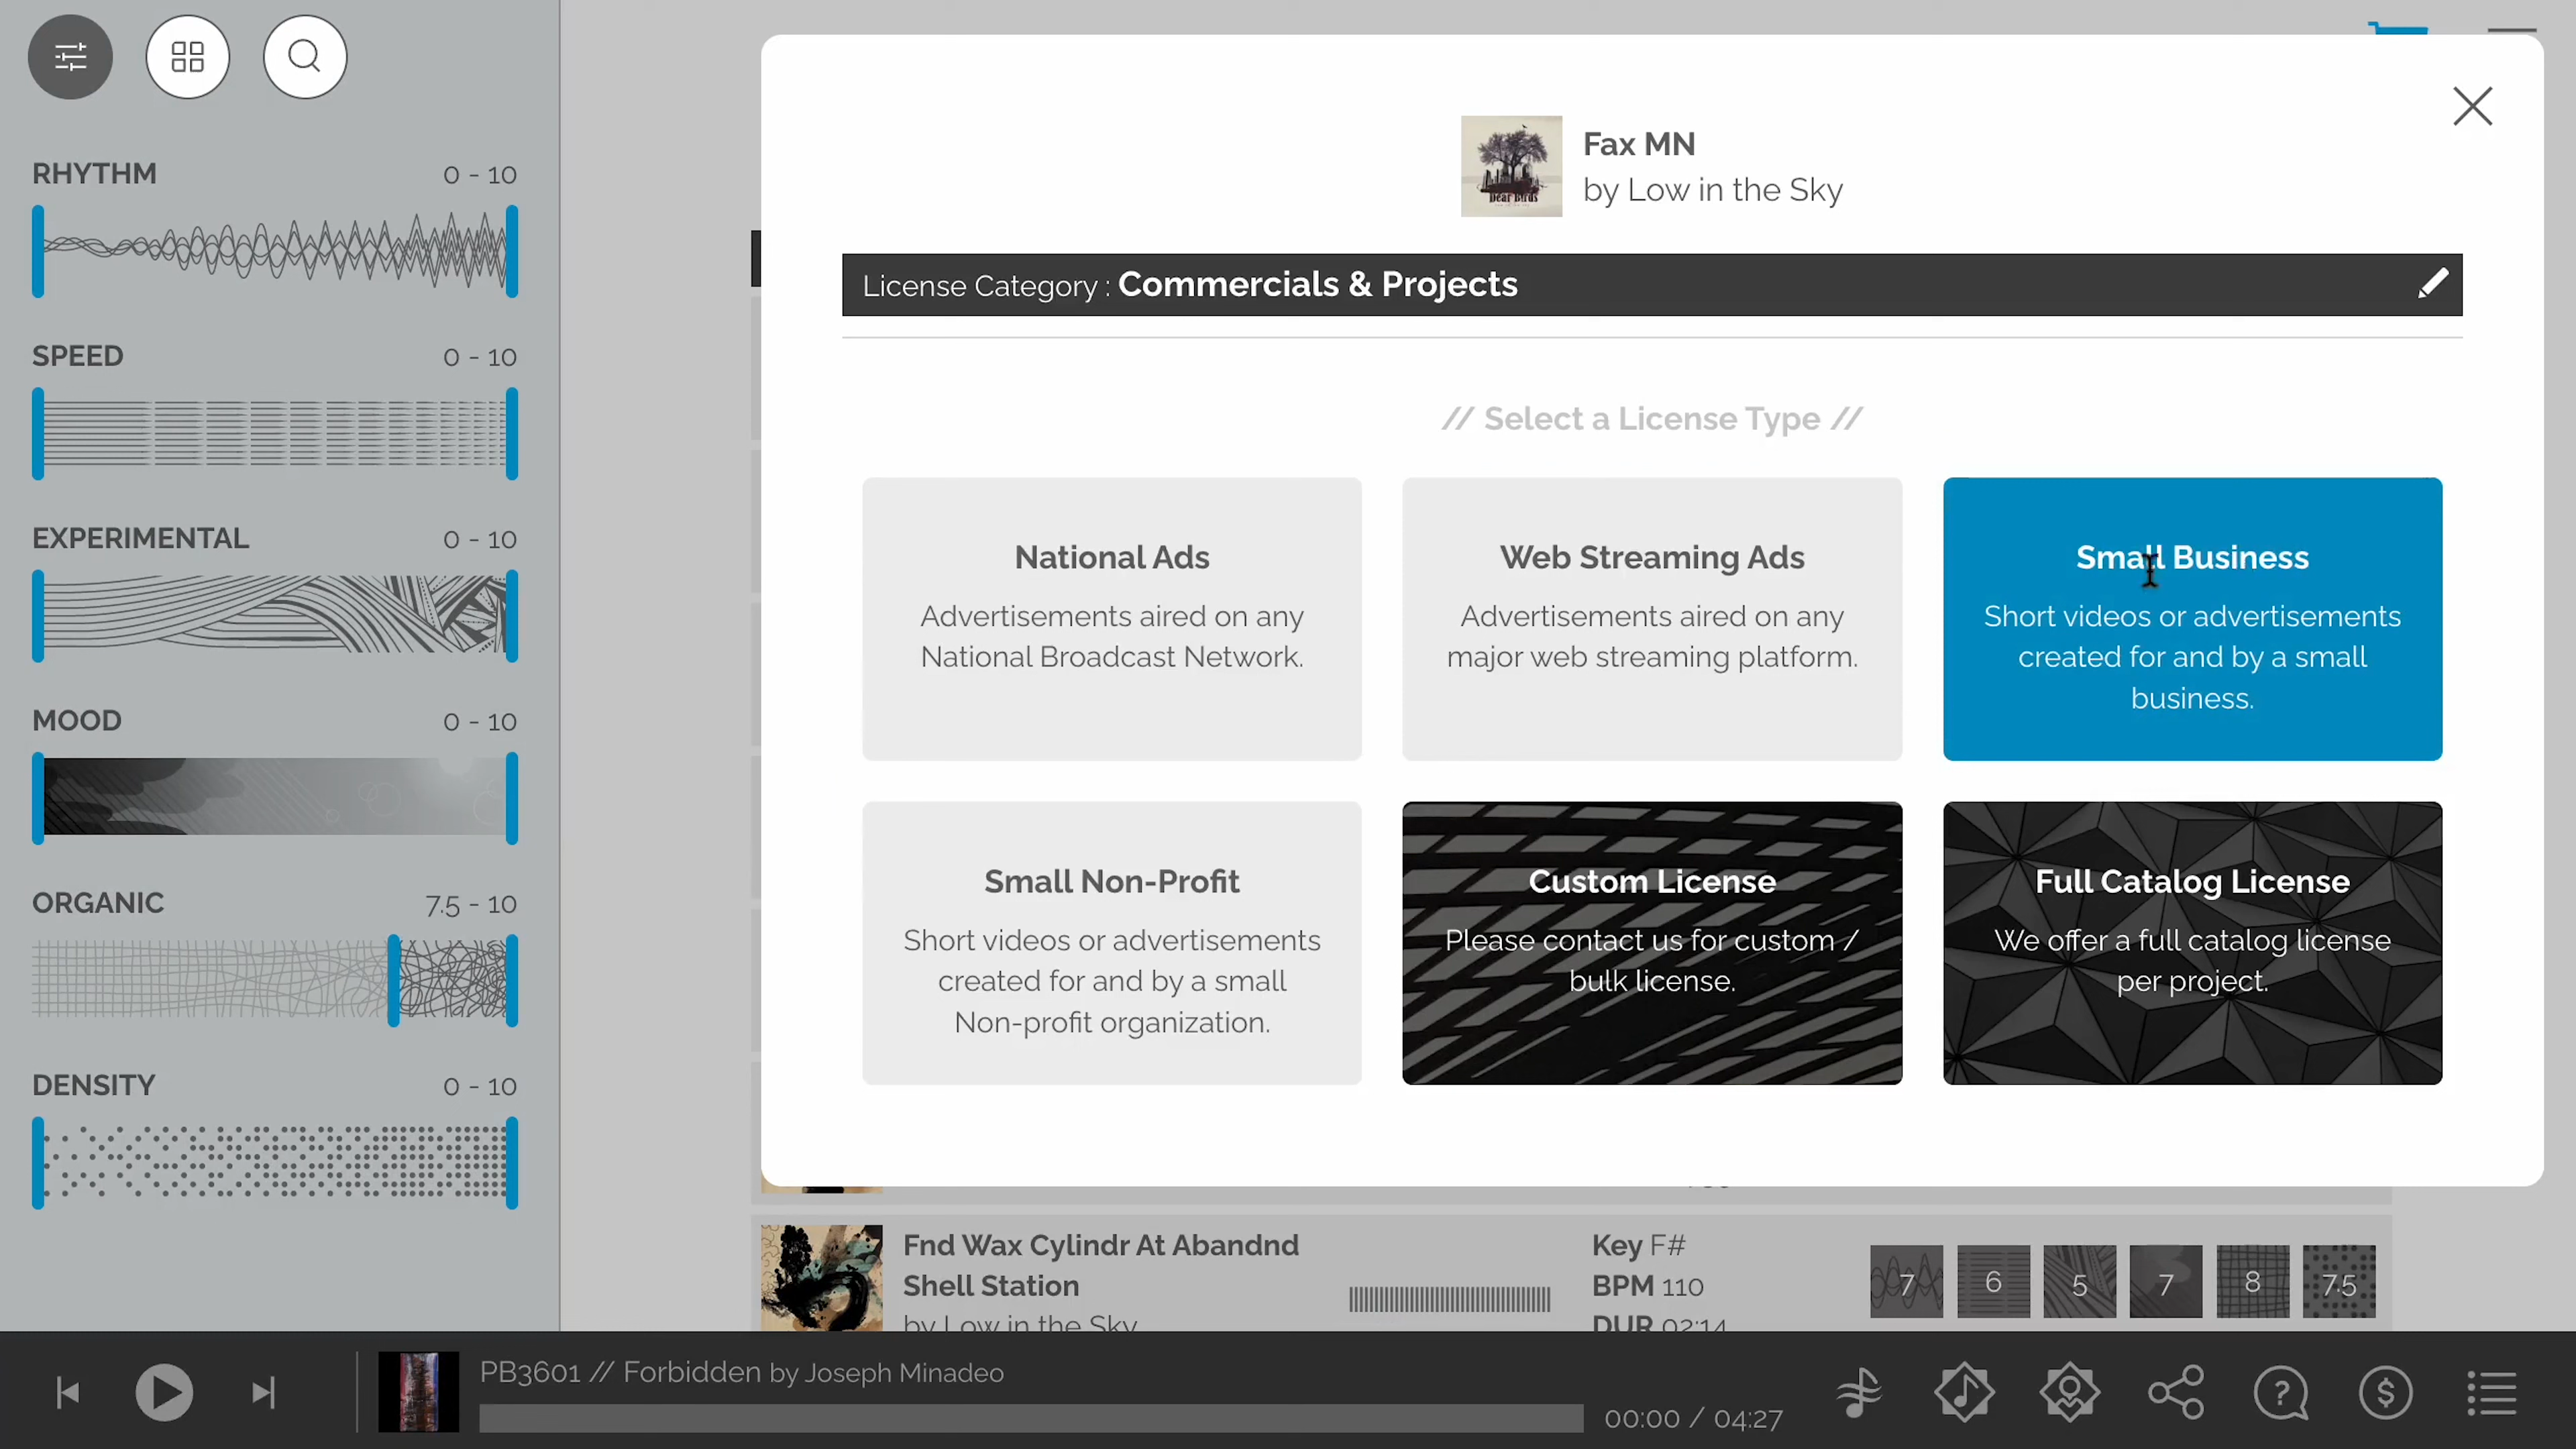 RHYTHM 0 - 10
SPEED 0 - 10
EXPERIMENTAL 0 - 10
MOOD 0 - 10
ORGANIC 7.5 - 10
DENSITY 0 - 10
Dear Birds
Fax MN
by Low in the Sky
License Category : Commercials & Projects
// Select a License Type //
National Ads
Advertisements aired on any
National Broadcast Network.
Web Streaming Ads
Advertisements aired on any
major web streaming platform.
Small Business
Short videos or advertisements
created for and by a small
business.
Small Non-Profit
Short videos or advertisements
created for and by a small
Non-profit organization.
Custom License
Please contact us for custom /
bulk license.
Full Catalog License
We offer a full catalog license
per project.
Fnd Wax Cylindr At Abandnd
Shell Station
by Low in the Sky
Key F#
BPM 110
DUR 02:14
7 6 5 7 8 7.5
PB3601 // Forbidden by Joseph Minadeo
00:00 / 04:27